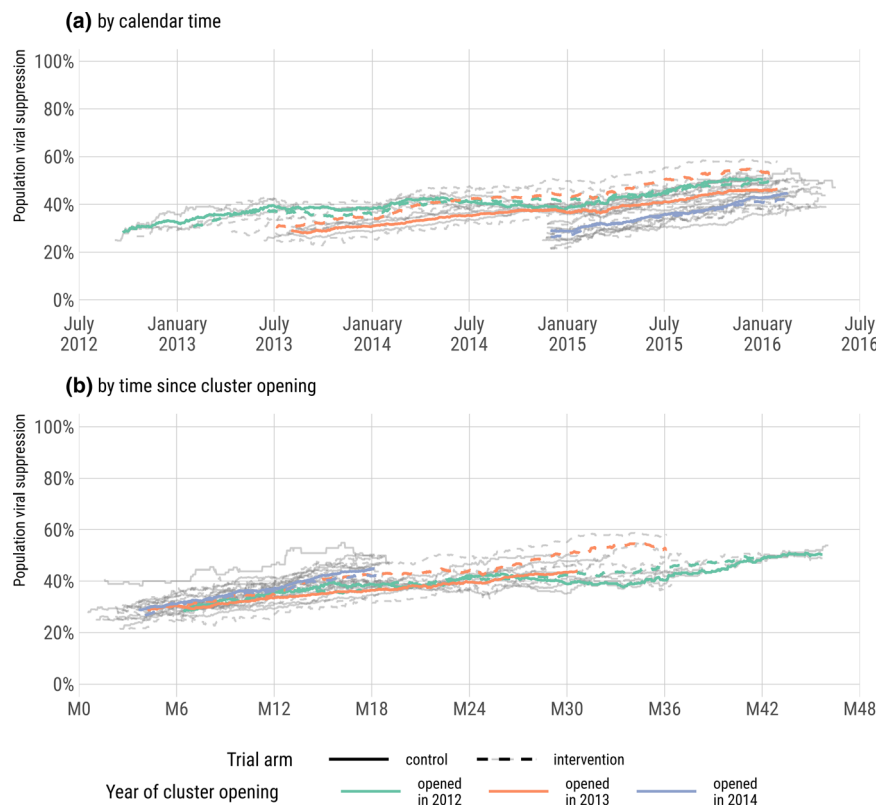 (a) by calendar time
Population viral suppression
100%
80%
60%
40%
20%
0%
July January July January July January July January July
2012 2013 2013 2014 2014 2015 2015 2016 2016
(b) by time since cluster opening
Population viral suppression
100%
80%
60%
40%
20%
0%
M0 M6 M12 M18 M24 M30 M36 M42 M48
Trial arm control intervention
Year of cluster opening opened in 2012 opened in 2013 opened in 2014